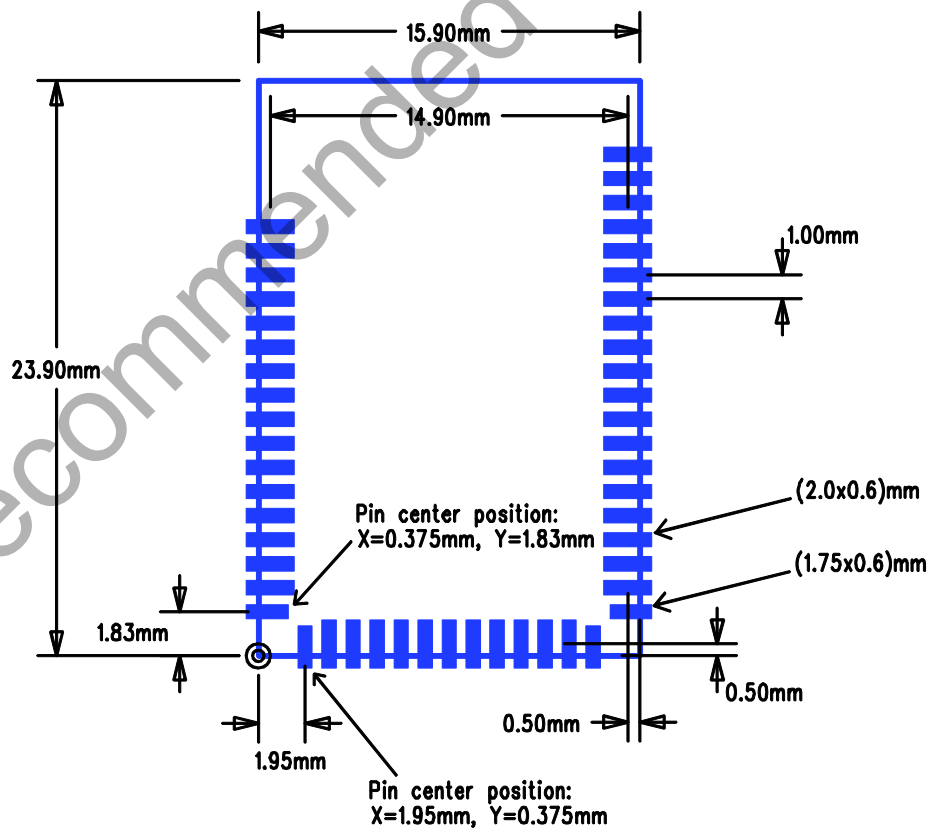 15.90mm
14.90mm
1.00mm
23.90mm
(2.0x0.6)mm
Pin center position:
X=0.375mm, Y=1.83mm
(1.75x0.6)mm
1.83mm
0.50mm
0.50mm
1.95mm
Pin center position:
X=1.95mm, Y=0.375mm
ecommended